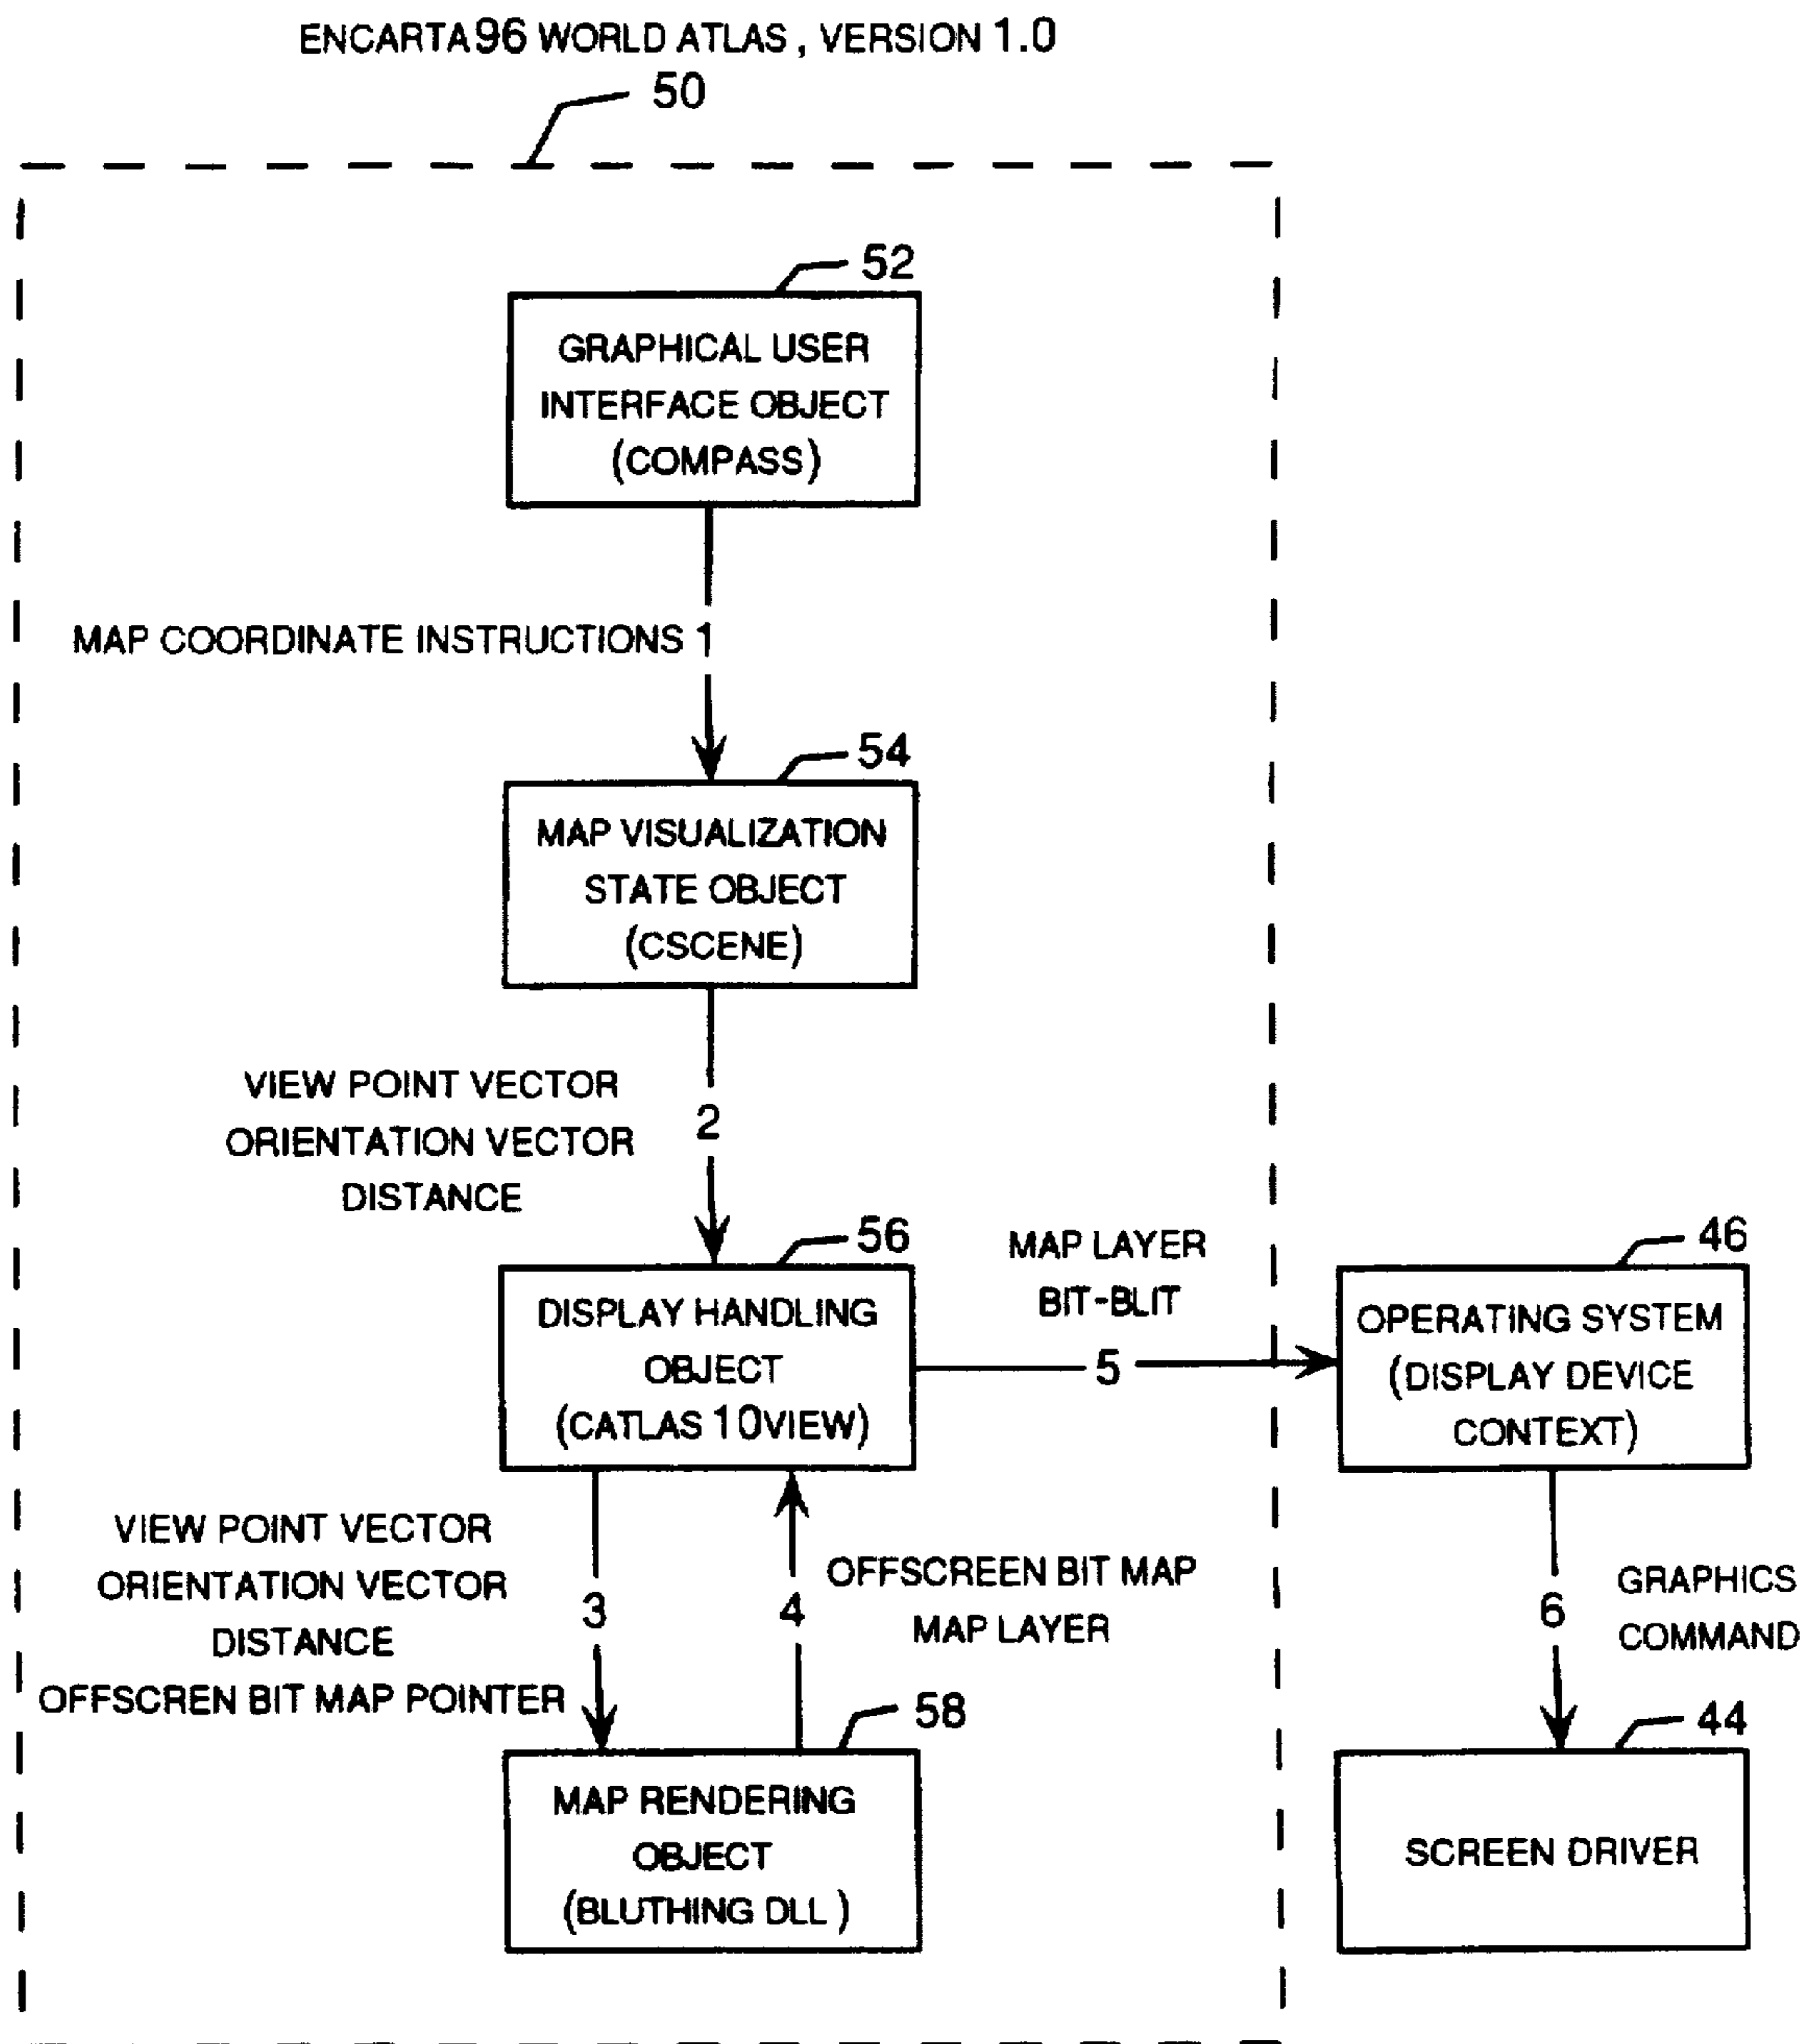 ENCARTA 96 WORLD ATLAS, VERSION 1.0
50
52
GRAPHICAL USER
INTERFACE OBJECT
(COMPASS)
MAP COORDINATE INSTRUCTIONS 1
54
MAP VISUALIZATION
STATE OBJECT
(CSCENE)
VIEW POINT VECTOR
ORIENTATION VECTOR
DISTANCE
2
56
DISPLAY HANDLING
OBJECT
(CATLAS 10VIEW)
MAP LAYER
BIT-BLIT
5
46
OPERATING SYSTEM
(DISPLAY DEVICE
CONTEXT)
VIEW POINT VECTOR
ORIENTATION VECTOR
DISTANCE
OFFSCREN BIT MAP POINTER
3
4
OFFSCREEN BIT MAP
MAP LAYER
6
GRAPHICS
COMMAND
58
MAP RENDERING
OBJECT
(BLUTHING DLL)
44
SCREEN DRIVER